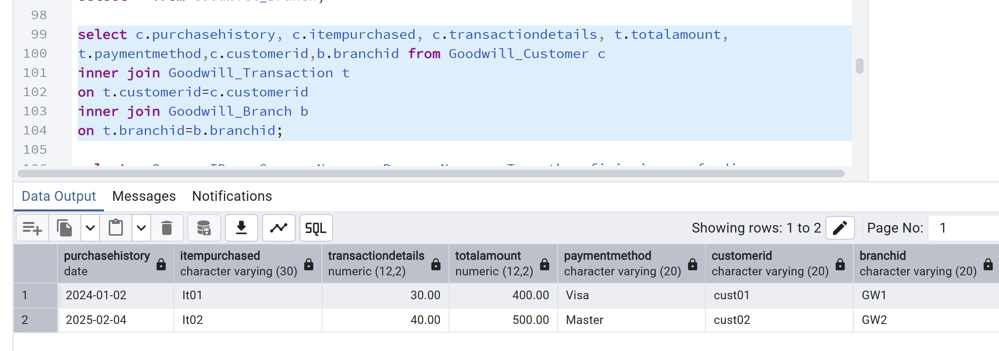 98
99 select c.purchasehistory, c.itempurchased, c.transactiondetails, t.totalamount,
100 t.paymentmethod,c.customerid,b.branchid from Goodwill_Customer c
101 inner join Goodwill_Transaction t
102 on t.customerid=c.customerid
103 inner join Goodwill_Branch b
104 on t.branchid=b.branchid;
105
Data Output Messages Notifications
SQL Showing rows: 1 to 2 Page No: 1
purchasehistory itempurchased transactiondetails totalamount paymentmethod customerid branchid
date character varying (30) numeric (12,2) numeric (12,2) character varying (20) character varying (20) character varying (20)
1 2024-01-02 It01 30.00 400.00 Visa cust01 GW1
2 2025-02-04 It02 40.00 500.00 Master cust02 GW2